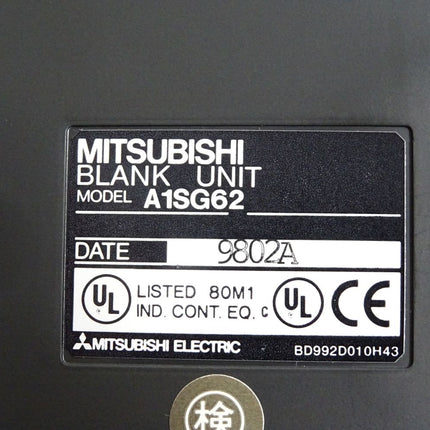 MITSUBISHI
BLANK UNIT
MODEL A1SG62
DATE 9802A
UL LISTED 80M1 IND. CONT. EQ. C UL CE
MITSUBISHI ELECTRIC BD992D010H43
検